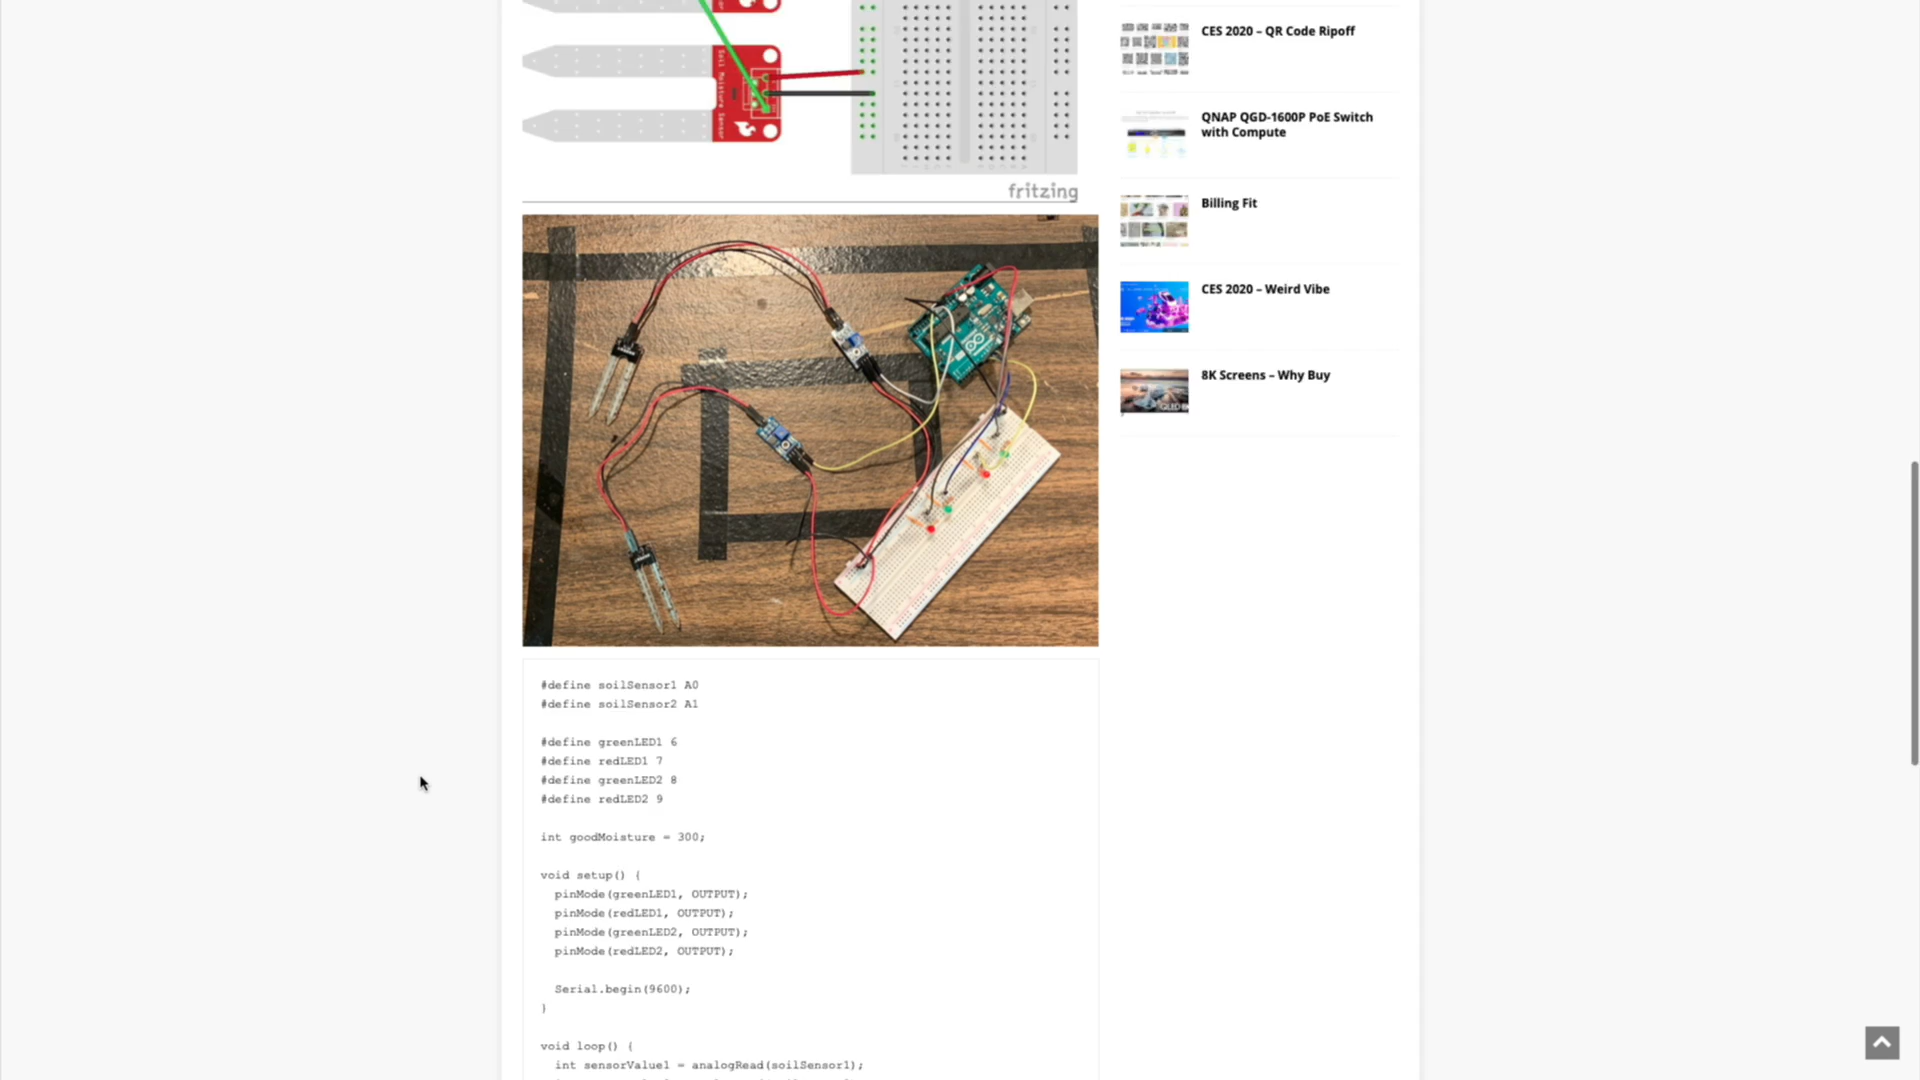 Soil Moisture Sensor
fritzing
#define soilSensor1 A0
#define soilSensor2 A1
#define greenLED1 6
#define redLED1 7
#define greenLED2 8
#define redLED2 9
int goodMoisture = 300;
void setup() {
pinMode(greenLED1, OUTPUT);
pinMode(redLED1, OUTPUT);
pinMode(greenLED2, OUTPUT);
pinMode(redLED2, OUTPUT);
Serial.begin(9600);
}
void loop() {
int sensorValue1 = analogRead(soilSensor1);
CES 2020 – QR Code Ripoff
QNAP QGD-1600P PoE Switch
with Compute
Billing Fit
CES 2020 – Weird Vibe
8K Screens – Why Buy